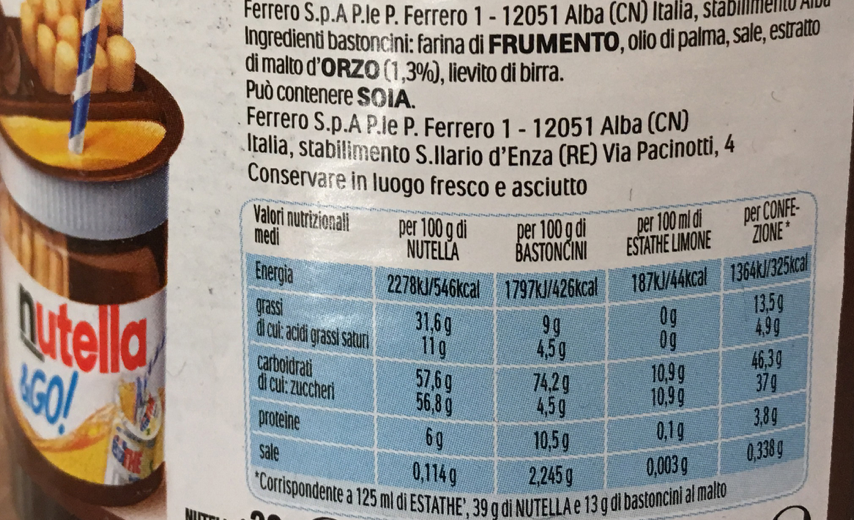 Ferrero S.p.A P.le P. Ferrero 1 - 12051 Alba (CN) Italia, stabilimento Alba
Ingredienti bastoncini: farina di FRUMENTO, olio di palma, sale, estratto
di malto d'ORZO (1,3%), lievito di birra.
Può contenere SOIA.
Ferrero S.p.A P.le P. Ferrero 1 - 12051 Alba (CN)
Italia, stabilimento S.Ilario d'Enza (RE) Via Pacinotti, 4
Conservare in luogo fresco e asciutto
Valori nutrizionali medi per 100 g di NUTELLA per 100 g di BASTONCINI per 100 ml di ESTATHE LIMONE per CONFE-ZIONE*
Energia 2278kJ/546kcal 1797kJ/426kcal 187kJ/44kcal 1364kJ/325kcal
grassi 31,6 g 9 g 0 g 13,5 g
di cui: acidi grassi saturi 11 g 4,5 g 0 g 4,9 g
carboidrati 57,6 g 74,2 g 10,9 g 46,3 g
di cui: zuccheri 56,8 g 4,5 g 10,9 g 37 g
proteine 6 g 10,5 g 0,1 g 3,8 g
sale 0,114 g 2,245 g 0,003 g 0,338 g
*Corrispondente a 125 ml di ESTATHE', 39 g di NUTELLA e 13 g di bastoncini al malto
nutella
&GO!